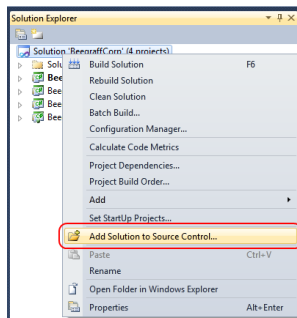 Solution Explorer
Solution 'BeegraffCorp' (4 projects)
Solu
Build Solution F6
Bee
Rebuild Solution
Bee
Clean Solution
Bee
Batch Build...
Bee
Configuration Manager...
Calculate Code Metrics
Project Dependencies...
Project Build Order...
Add
Set StartUp Projects...
Add Solution to Source Control...
Paste Ctrl+V
Rename
Open Folder in Windows Explorer
Properties Alt+Enter